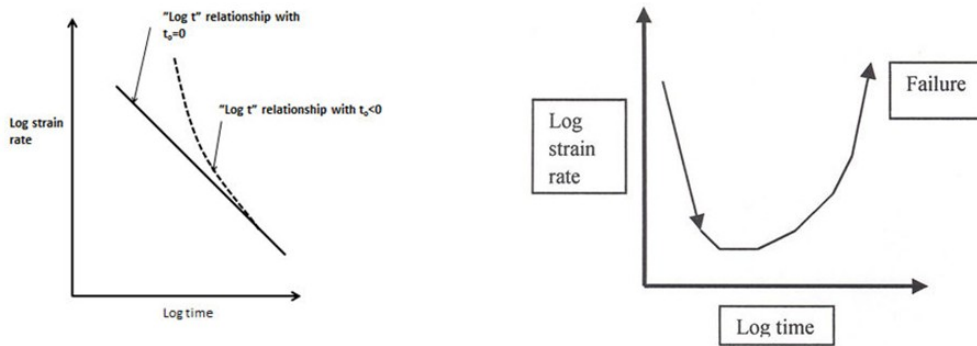 "Log t" relationship with
t₀=0
"Log t" relationship with t₀<0
Log strain
rate
Log time
Failure
Log
strain
rate
Log time